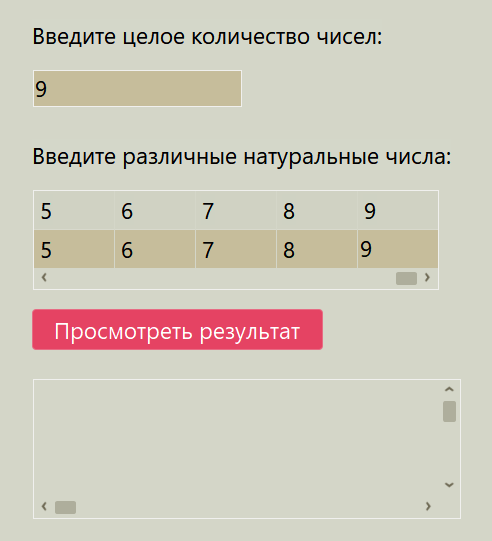 Введите целое количество чисел:
9
Введите различные натуральные числа:
5 6 7 8 9
5 6 7 8 9
Просмотреть результат